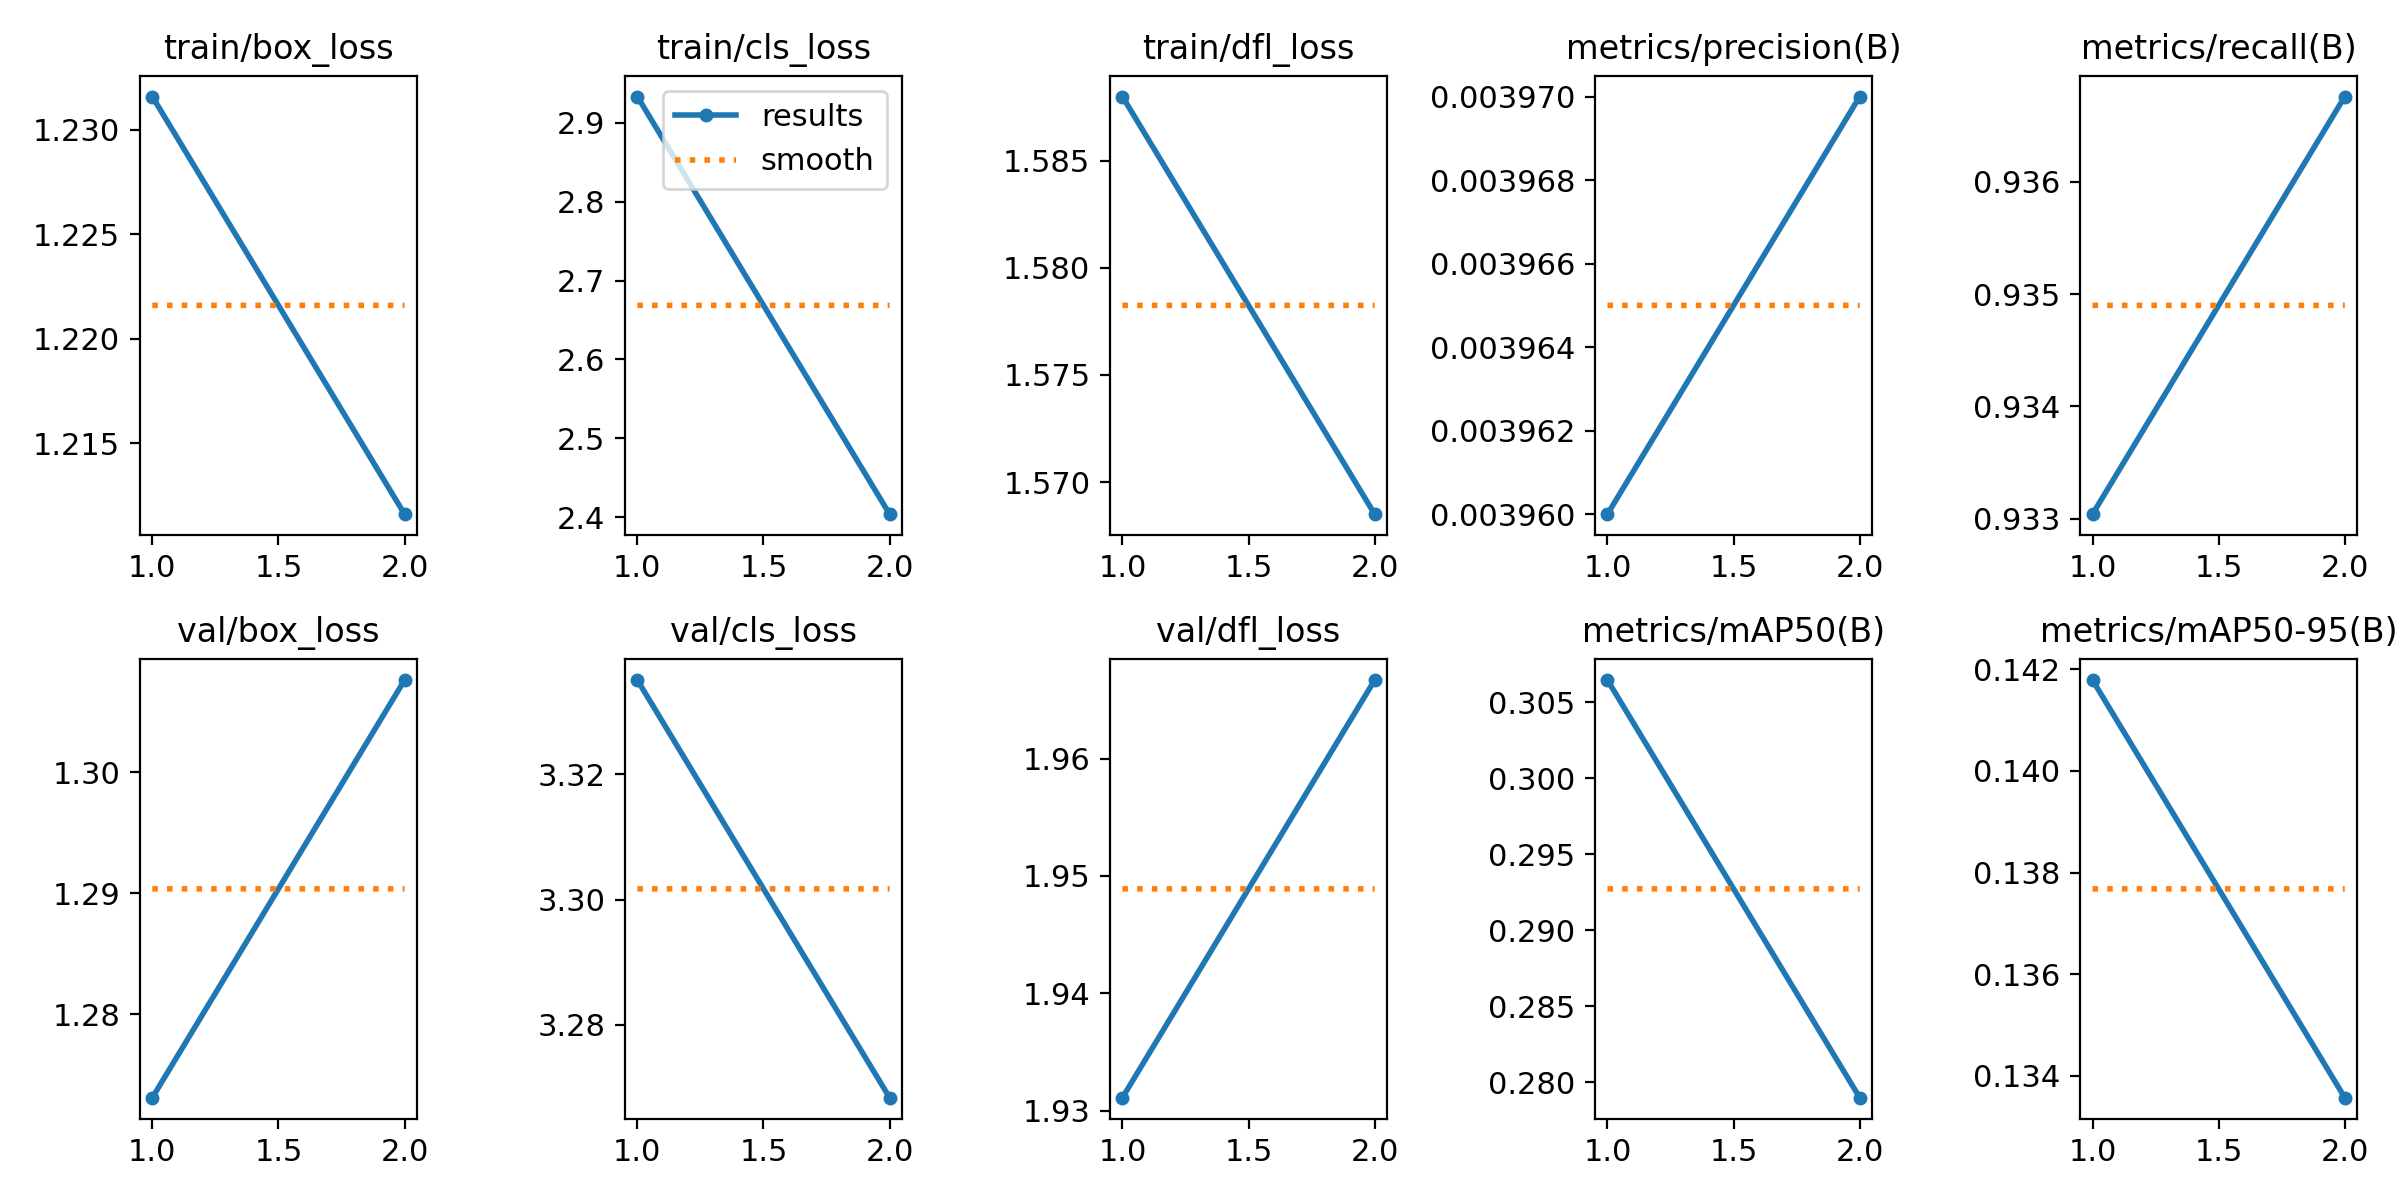 train/box_loss
1.230
1.225
1.220
1.215
1.0 1.5 2.0
train/cls_loss
results
smooth
2.9
2.8
2.7
2.6
2.5
2.4
1.0 1.5 2.0
train/dfl_loss
1.585
1.580
1.575
1.570
1.0 1.5 2.0
metrics/precision(B)
0.003970
0.003968
0.003966
0.003964
0.003962
0.003960
1.0 1.5 2.0
metrics/recall(B)
0.936
0.935
0.934
0.933
1.0 1.5 2.0
val/box_loss
1.30
1.29
1.28
1.0 1.5 2.0
val/cls_loss
3.32
3.30
3.28
1.0 1.5 2.0
val/dfl_loss
1.96
1.95
1.94
1.93
1.0 1.5 2.0
metrics/mAP50(B)
0.305
0.300
0.295
0.290
0.285
0.280
1.0 1.5 2.0
metrics/mAP50-95(B)
0.142
0.140
0.138
0.136
0.134
1.0 1.5 2.0